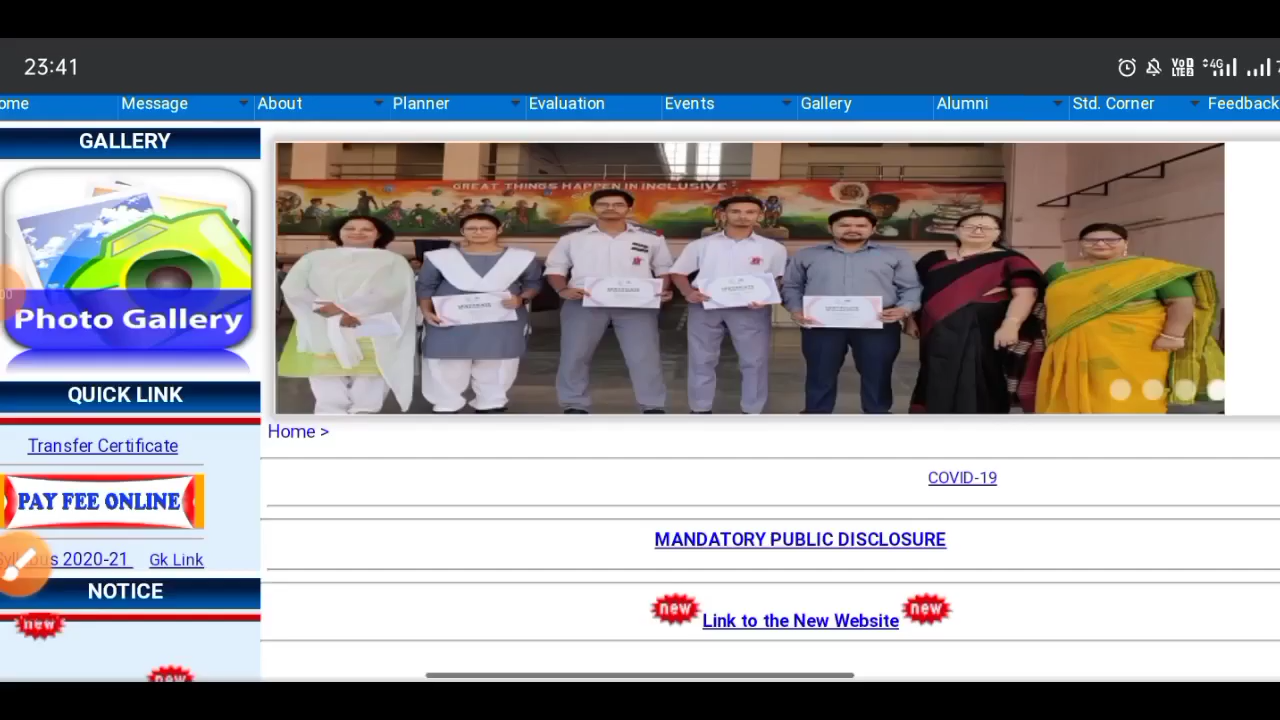 23:41
ome Message About Planner Evaluation Events Gallery Alumni Std. Corner Feedback
GALLERY
GREAT THINGS HAPPEN IN INCLUSIVE
Photo Gallery
QUICK LINK
Home >
Transfer Certificate
COVID-19
PAY FEE ONLINE
MANDATORY PUBLIC DISCLOSURE
2020-21 Gk Link
NOTICE
new Link to the New Website new
new
new